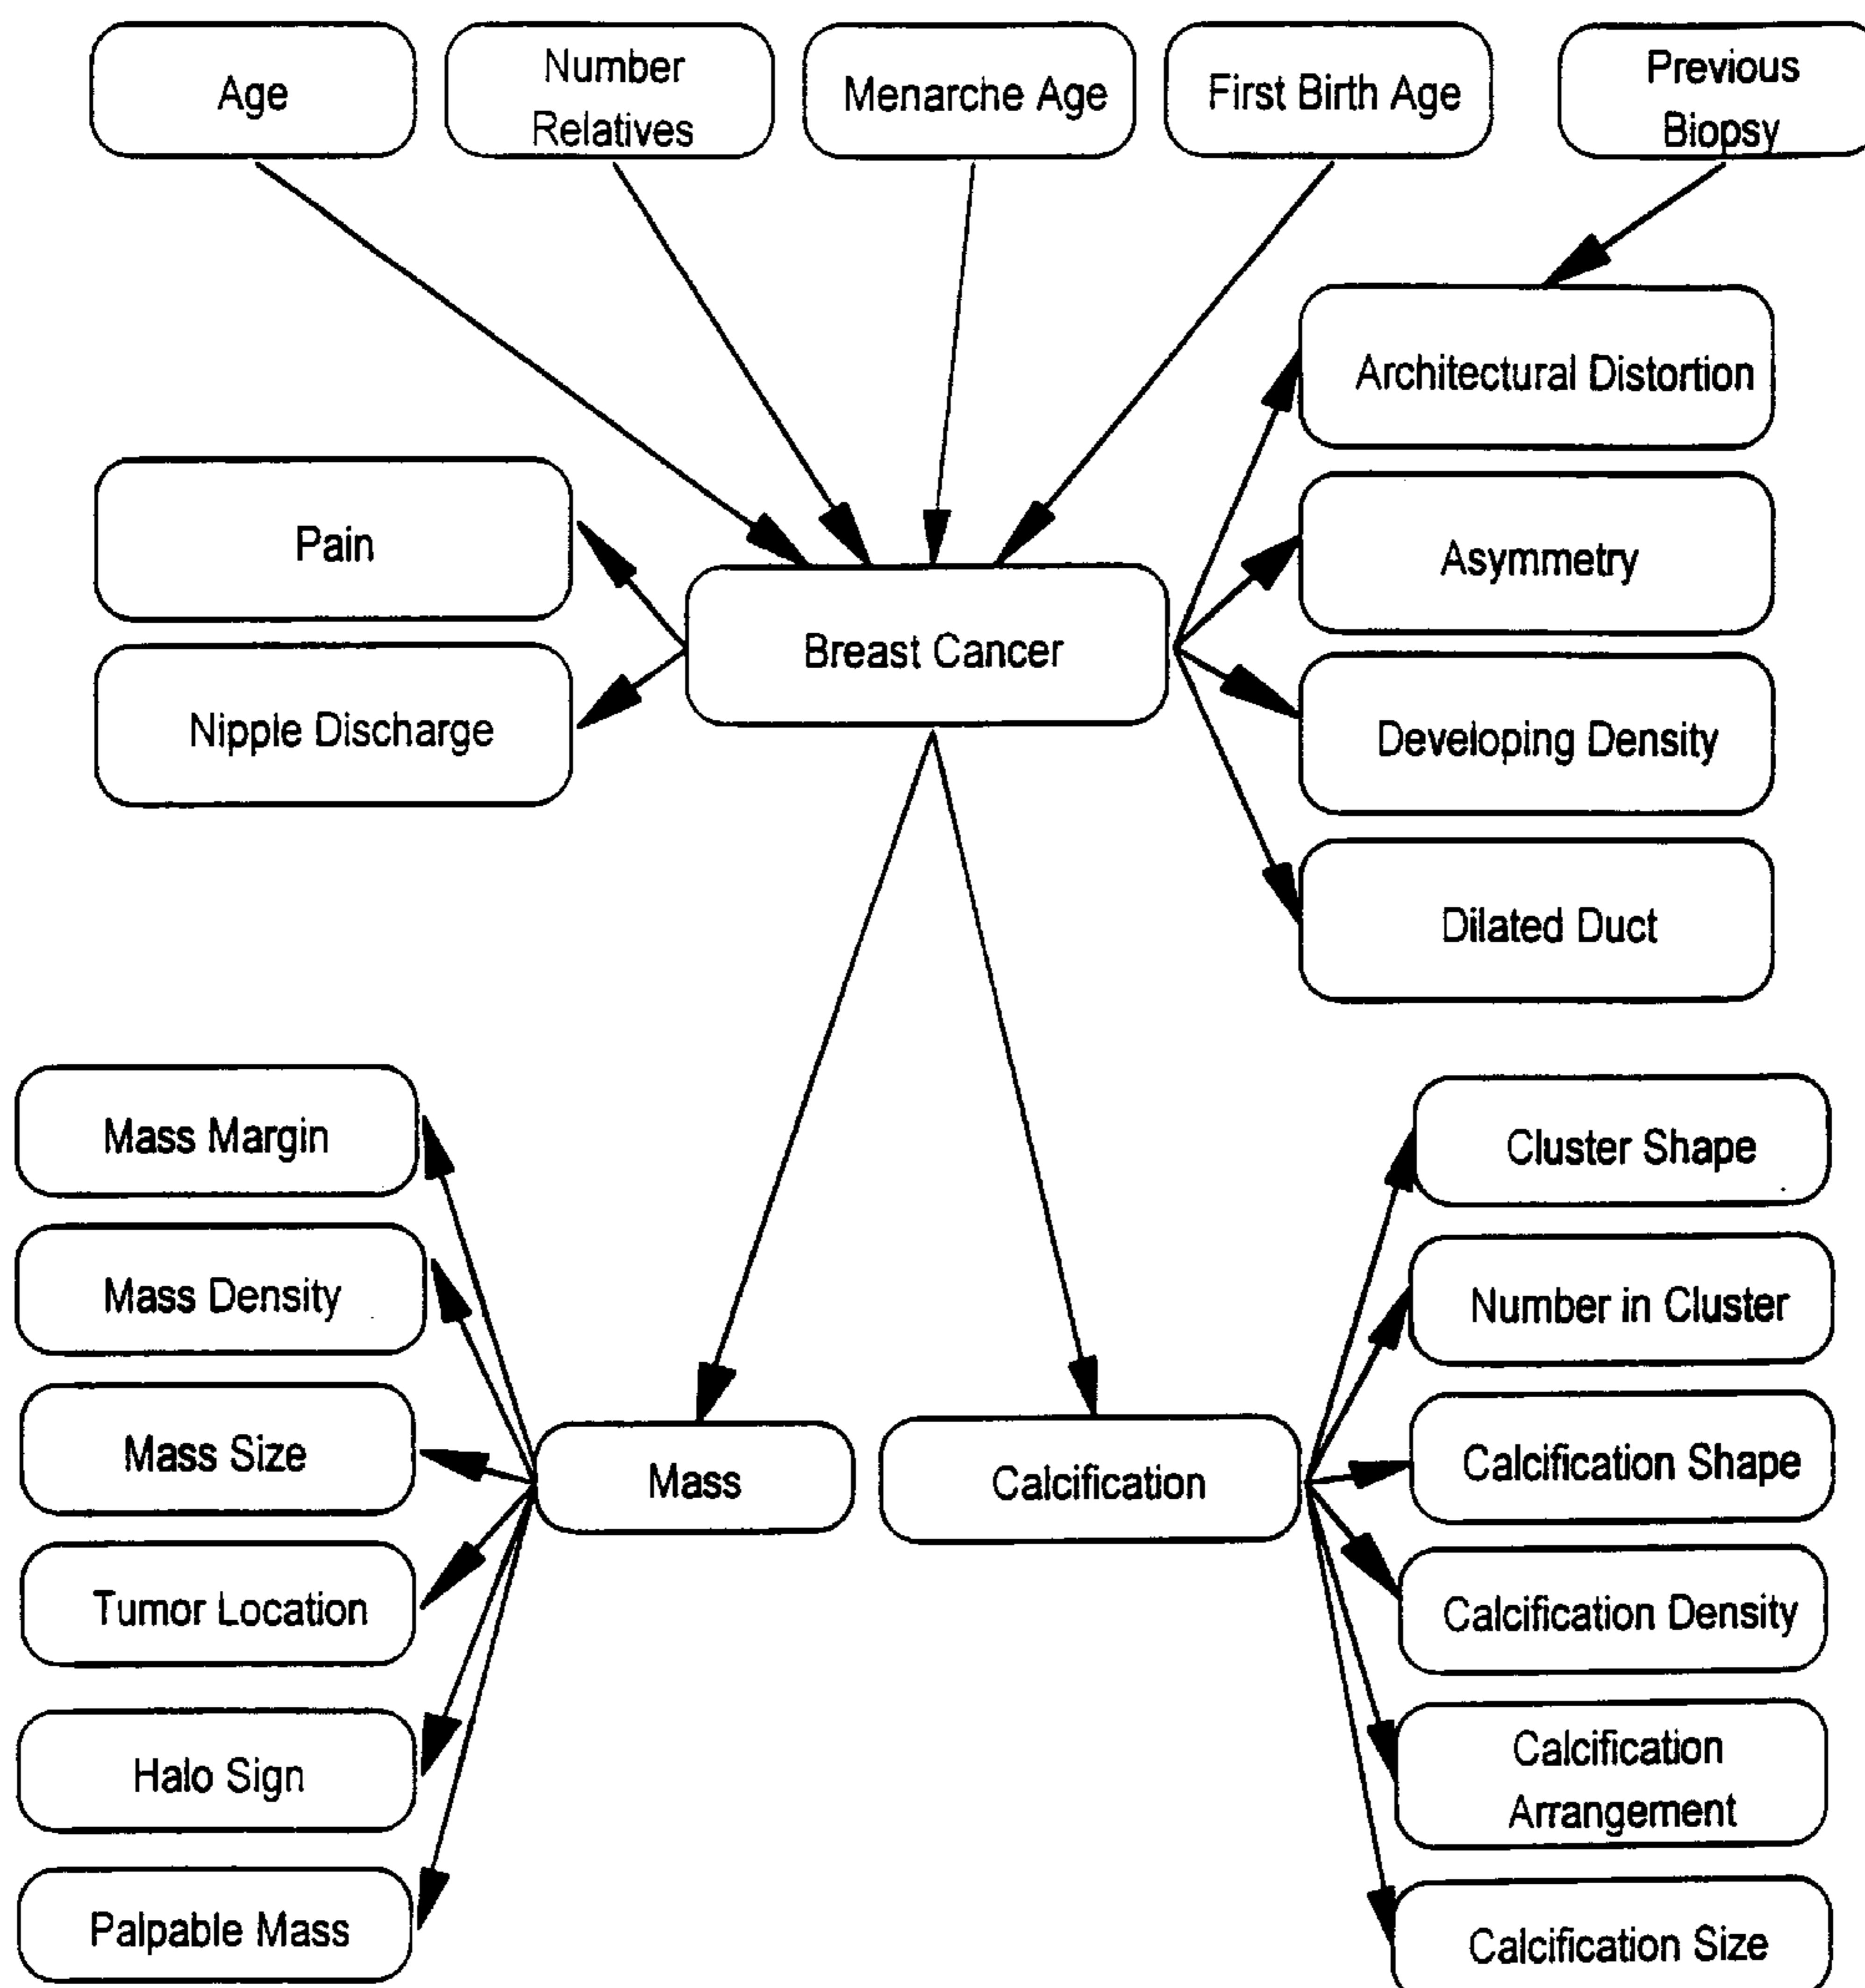 Age
Number
Relatives
Menarche Age
First Birth Age
Previous
Biopsy
Architectural Distortion
Pain
Asymmetry
Breast Cancer
Nipple Discharge
Developing Density
Dilated Duct
Mass Margin
Cluster Shape
Mass Density
Number in Cluster
Mass Size
Mass
Calcification
Calcification Shape
Tumor Location
Calcification Density
Halo Sign
Calcification
Arrangement
Palpable Mass
Calcification Size